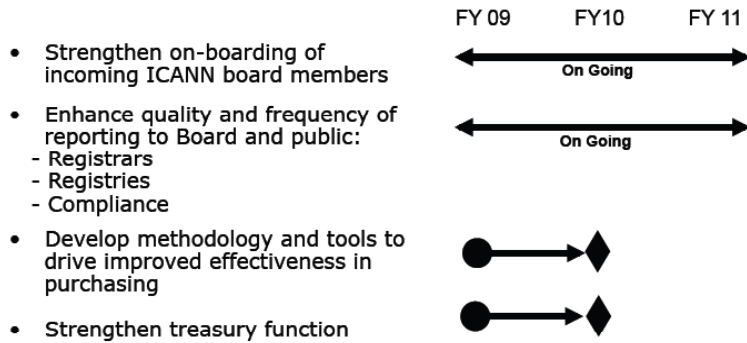 FY 09 FY10 FY 11
• Strengthen on-boarding of
incoming ICANN board members
On Going
• Enhance quality and frequency of
reporting to Board and public:
- Registrars
- Registries
- Compliance
On Going
• Develop methodology and tools to
drive improved effectiveness in
purchasing
• Strengthen treasury function